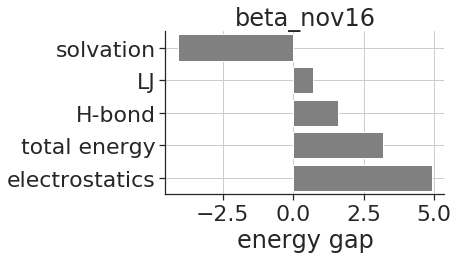 beta_nov16
solvation
LJ
H-bond
total energy
electrostatics
−2.5 0.0 2.5 5.0
energy gap